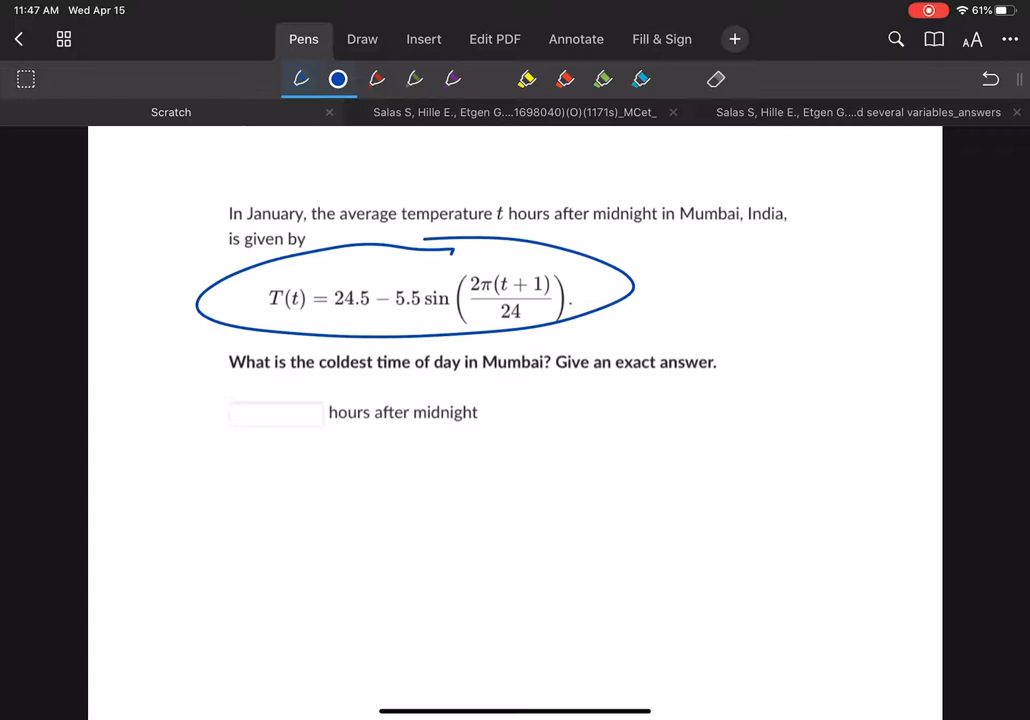 11:47 AM Wed Apr 15 61%
Pens Draw Insert Edit PDF Annotate Fill & Sign + AA
Scratch × Salas S, Hille E., Etgen G....1698040)(O)(1171s)_MCet_ × Salas S, Hille E., Etgen G....d several variables_answers ×
In January, the average temperature t hours after midnight in Mumbai, India,
is given by
T(t) = 24.5 − 5.5 sin (2π(t + 1)/24).
What is the coldest time of day in Mumbai? Give an exact answer.
hours after midnight